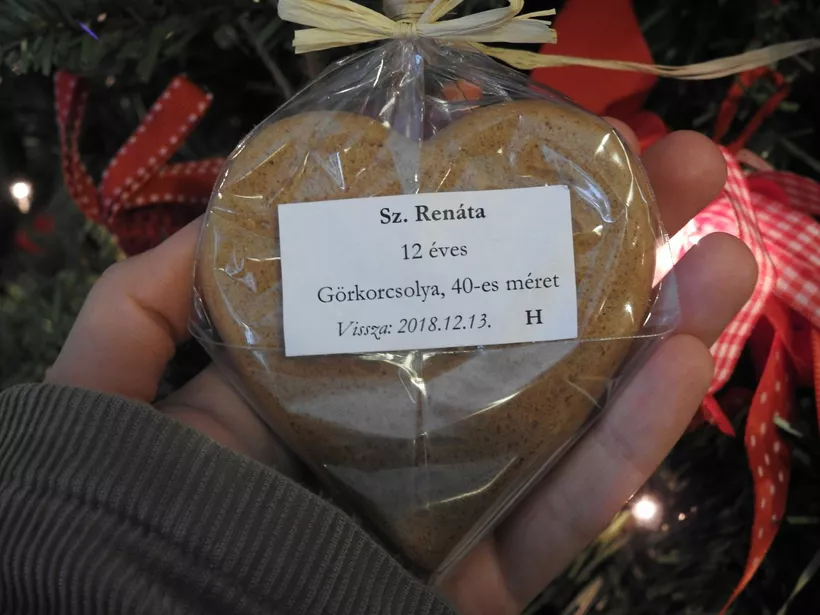 Sz. Renáta
12 éves
Görkorcsolya, 40-es méret
Vissza: 2018.12.13. H